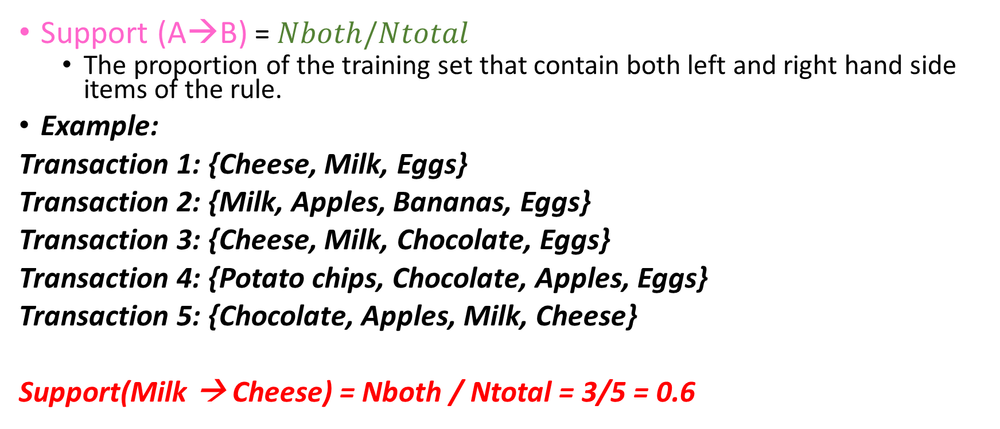 • Support (A→B) = Nboth/Ntotal
• The proportion of the training set that contain both left and right hand side
items of the rule.
• Example:
Transaction 1: {Cheese, Milk, Eggs}
Transaction 2: {Milk, Apples, Bananas, Eggs}
Transaction 3: {Cheese, Milk, Chocolate, Eggs}
Transaction 4: {Potato chips, Chocolate, Apples, Eggs}
Transaction 5: {Chocolate, Apples, Milk, Cheese}
Support(Milk → Cheese) = Nboth / Ntotal = 3/5 = 0.6